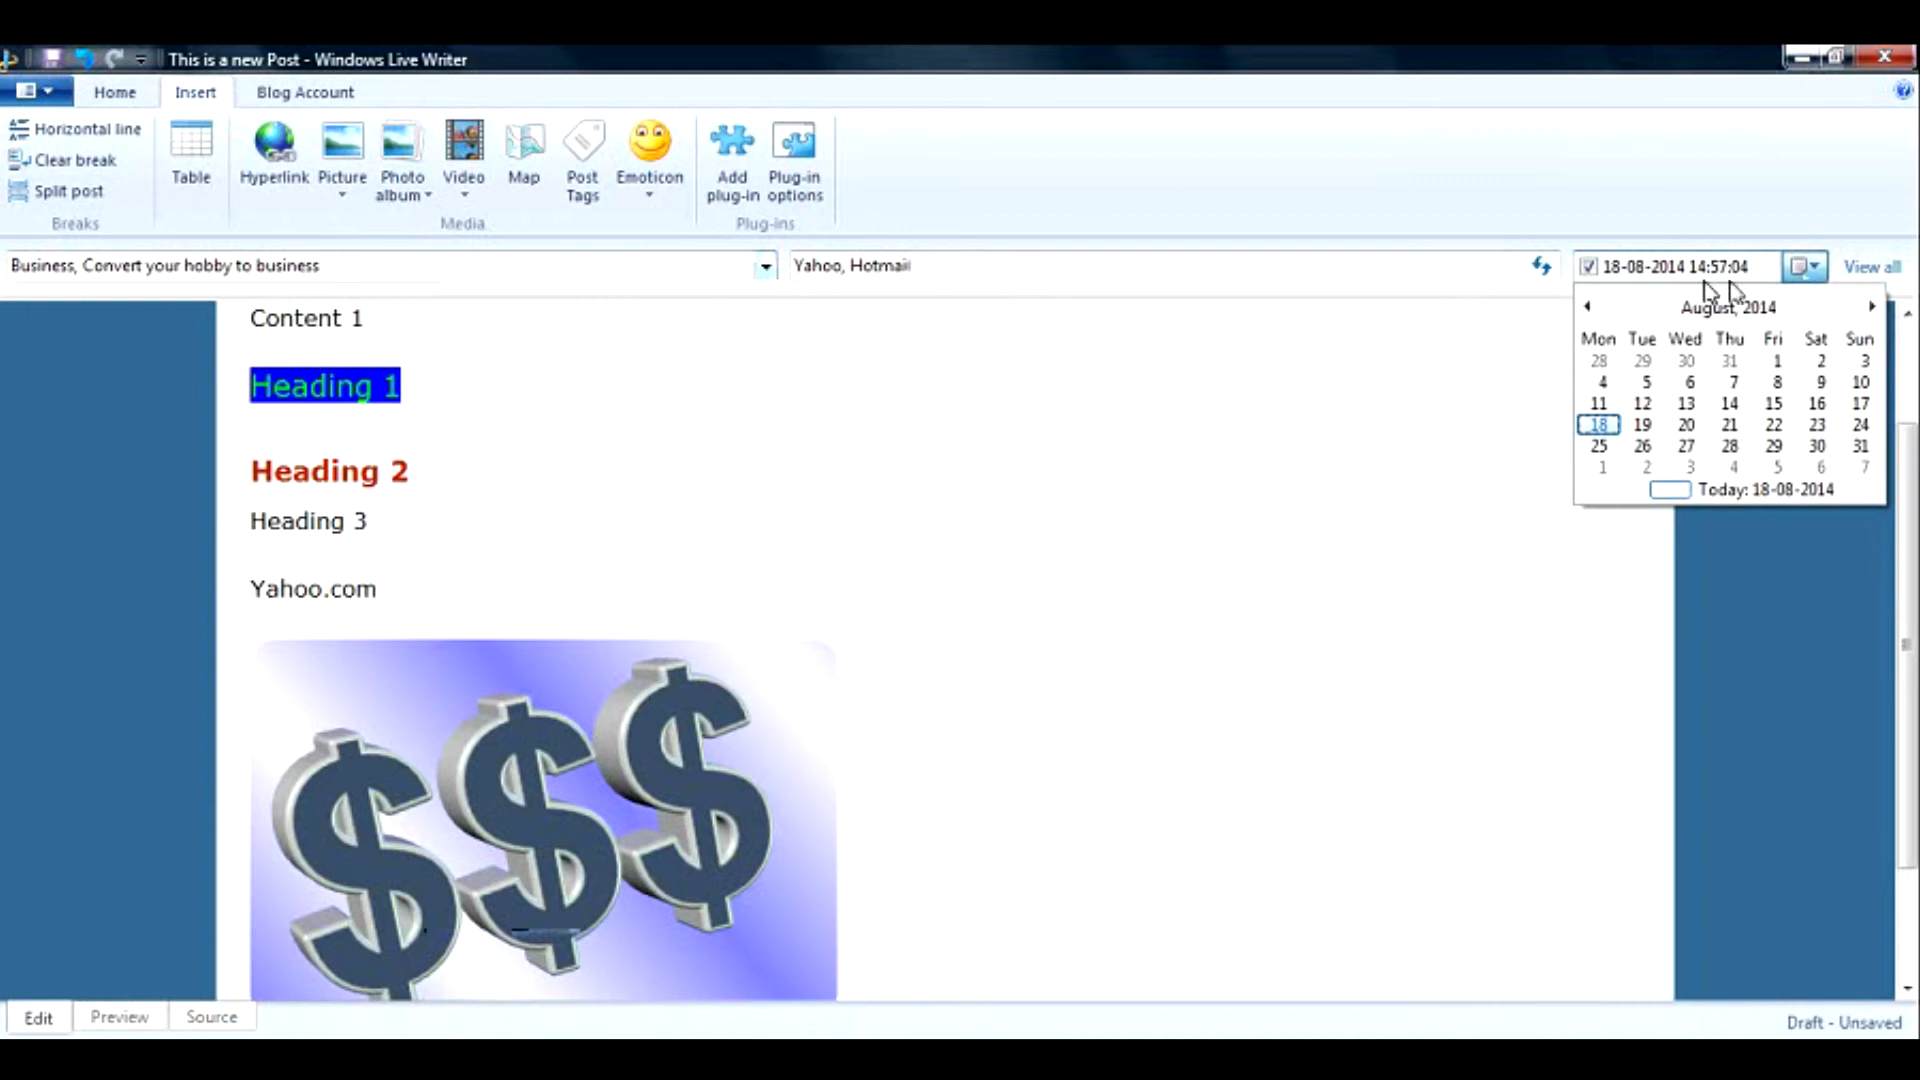 This is a new Post - Windows Live Writer
Home Insert Blog Account
Horizontal line
Clear break
Split post
Breaks
Table
Hyperlink Picture Photo album Video Map Post Tags Emoticon
Media
Add plug-in Plug-in options
Plug-ins
Business, Convert your hobby to business
Yahoo, Hotmail
18-08-2014 14:57:04
View all
August, 2014
Mon Tue Wed Thu Fri Sat Sun
28 29 30 31 1 2 3
4 5 6 7 8 9 10
11 12 13 14 15 16 17
18 19 20 21 22 23 24
25 26 27 28 29 30 31
1 2 3 4 5 6 7
Today: 18-08-2014
Content 1
Heading 1
Heading 2
Heading 3
Yahoo.com
$$$
Edit Preview Source
Draft - Unsaved